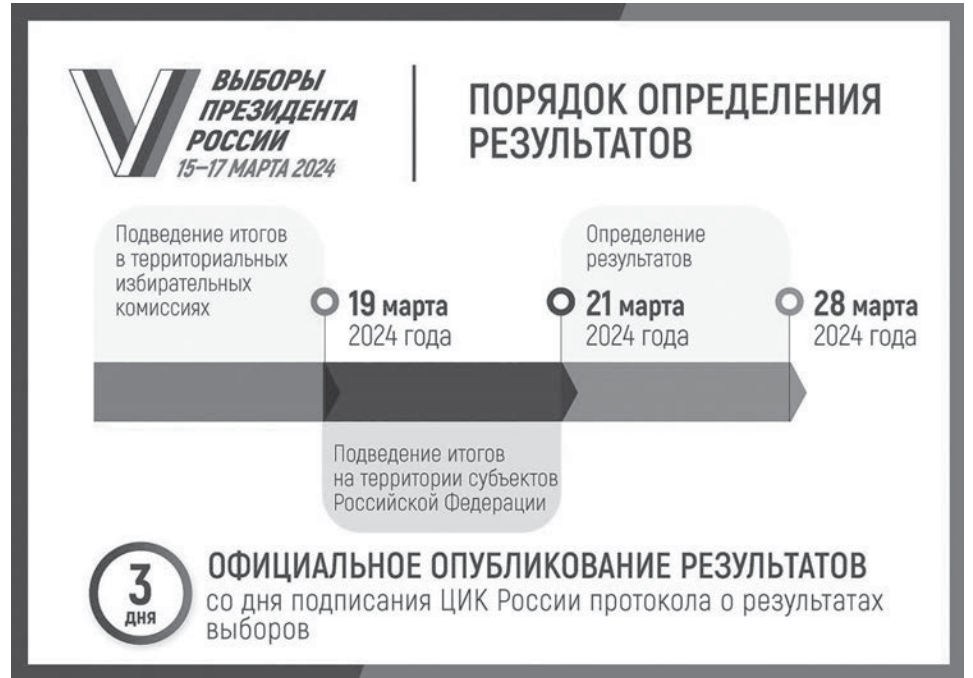 ВЫБОРЫ
ПРЕЗИДЕНТА
РОССИИ
15–17 МАРТА 2024
ПОРЯДОК ОПРЕДЕЛЕНИЯ
РЕЗУЛЬТАТОВ
Подведение итогов
в территориальных
избирательных
комиссиях
19 марта
2024 года
Определение
результатов
21 марта
2024 года
28 марта
2024 года
Подведение итогов
на территории субъектов
Российской Федерации
3
ДНЯ
ОФИЦИАЛЬНОЕ ОПУБЛИКОВАНИЕ РЕЗУЛЬТАТОВ
со дня подписания ЦИК России протокола о результатах
выборов